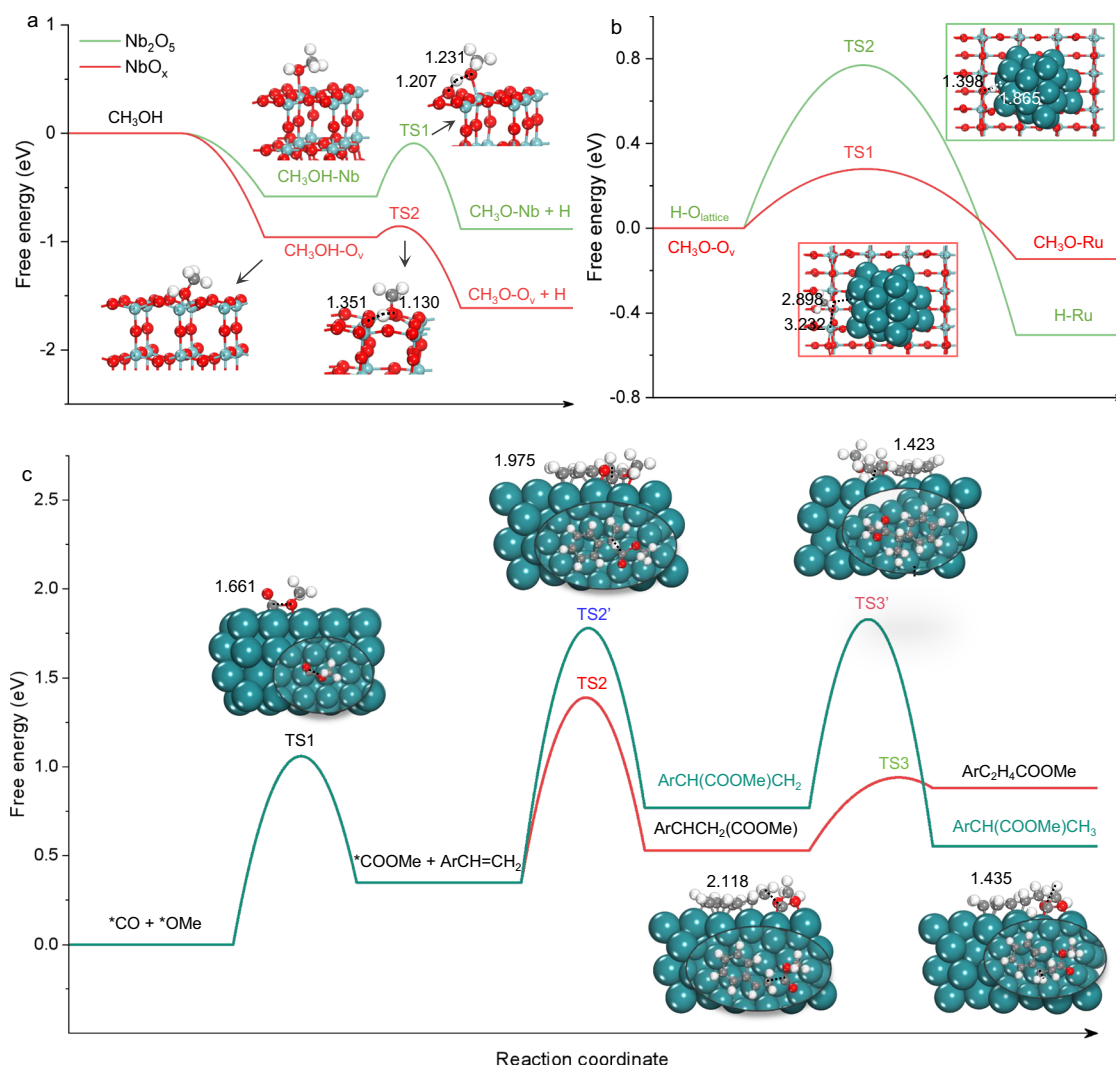 a
Nb₂O₅
NbOₓ
1
0
-1
-2
Free energy (eV)
CH₃OH
CH₃OH-Nb
CH₃OH-Oᵥ
TS1
TS2
CH₃O-Nb + H
CH₃O-Oᵥ + H
1.231
1.207
1.351
1.130
b
0.8
0.4
0.0
-0.4
-0.8
Free energy (eV)
TS2
TS1
H-O_lattice
CH₃O-Oᵥ
CH₃O-Ru
H-Ru
1.398
1.865
2.898
3.232
c
2.5
2.0
1.5
1.0
0.5
0.0
Free energy (eV)
1.975
1.423
1.661
TS2’
TS3’
TS2
TS1
TS3
ArCH(COOMe)CH₂
ArC₂H₄COOMe
ArCHCH₂(COOMe)
ArCH(COOMe)CH₃
*COOMe + ArCH=CH₂
*CO + *OMe
2.118
1.435
Reaction coordinate